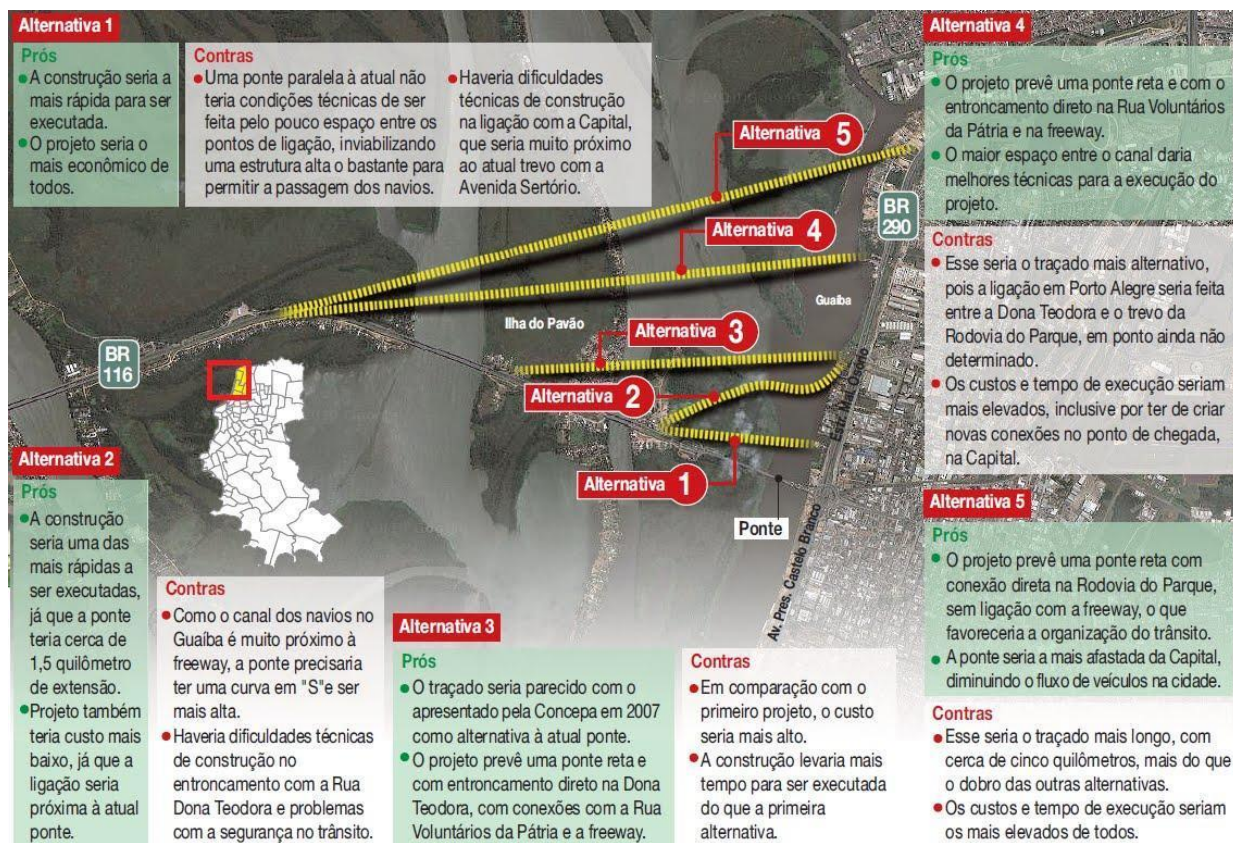 Alternativa 1
Prós
• A construção seria a
mais rápida para ser
executada.
• O projeto seria o
mais econômico de
todos.
Contras
• Uma ponte paralela à atual não
teria condições técnicas de ser
feita pelo pouco espaço entre os
pontos de ligação, inviabilizando
uma estrutura alta o bastante para
permitir a passagem dos navios.
• Haveria dificuldades
técnicas de construção
na ligação com a Capital,
que seria muito próximo
ao atual trevo com a
Avenida Sertório.
Alternativa 4
Prós
• O projeto prevê uma ponte reta e com o
entroncamento direto na Rua Voluntários
da Pátria e na freeway.
• O maior espaço entre o canal daria
melhores técnicas para a execução do
projeto.
Contras
• Esse seria o traçado mais alternativo,
pois a ligação em Porto Alegre seria feita
entre a Dona Teodora e o trevo da
Rodovia do Parque, em ponto ainda não
determinado.
• Os custos e tempo de execução seriam
mais elevados, inclusive por ter de criar
novas conexões no ponto de chegada,
na Capital.
Alternativa 5
Alternativa 4
BR
290
Guaíba
Ilha do Pavão
Alternativa 3
BR
116
Alternativa 2
Alternativa 1
Ponte
Av. Pres. Castelo Branco
Alternativa 2
Prós
• A construção
seria uma das
mais rápidas a
ser executadas,
já que a ponte
teria cerca de
1,5 quilômetro
de extensão.
• Projeto também
teria custo mais
baixo, já que a
ligação seria
próxima à atual
ponte.
Contras
• Como o canal dos navios no
Guaíba é muito próximo à
freeway, a ponte precisaria
ter uma curva em "S"e ser
mais alta.
• Haveria dificuldades técnicas
de construção no
entroncamento com a Rua
Dona Teodora e problemas
com a segurança no trânsito.
Alternativa 3
Prós
• O traçado seria parecido com o
apresentado pela Concepa em 2007
como alternativa à atual ponte.
• O projeto prevê uma ponte reta e
com entroncamento direto na Dona
Teodora, com conexões com a Rua
Voluntários da Pátria e a freeway.
Contras
• Em comparação com o
primeiro projeto, o custo
seria mais alto.
• A construção levaria mais
tempo para ser executada
do que a primeira
alternativa.
Alternativa 5
Prós
• O projeto prevê uma ponte reta com
conexão direta na Rodovia do Parque,
sem ligação com a freeway, o que
favoreceria a organização do trânsito.
• A ponte seria a mais afastada da Capital,
diminuindo o fluxo de veículos na cidade.
Contras
• Esse seria o traçado mais longo, com
cerca de cinco quilômetros, mais do que
o dobro das outras alternativas.
• Os custos e tempo de execução seriam
os mais elevados de todos.